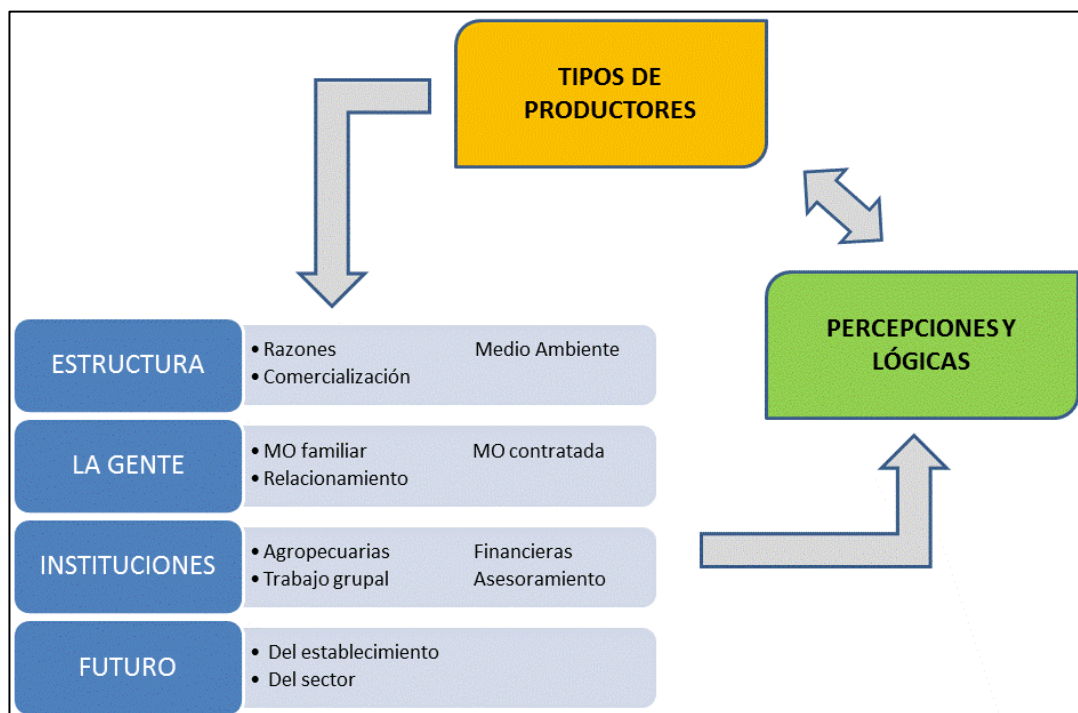 TIPOS DE
PRODUCTORES
PERCEPCIONES Y
LÓGICAS
ESTRUCTURA
• Razones Medio Ambiente
• Comercialización
LA GENTE
• MO familiar MO contratada
• Relacionamiento
INSTITUCIONES
• Agropecuarias Financieras
• Trabajo grupal Asesoramiento
FUTURO
• Del establecimiento
• Del sector